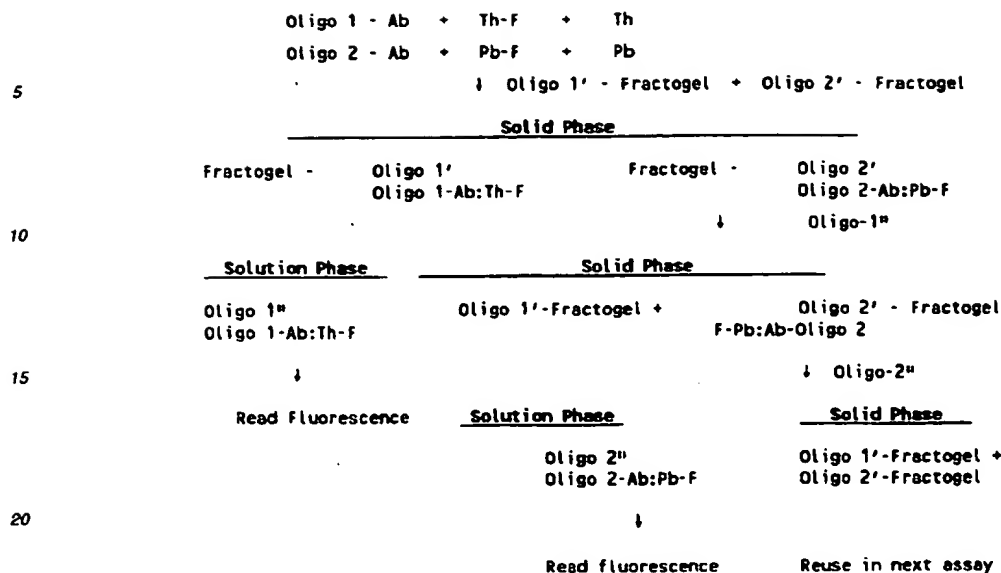 Oligo 1 - Ab + Th-F + Th
Oligo 2 - Ab + Pb-F + Pb
5 ↓ Oligo 1' - Fractogel + Oligo 2' - Fractogel
Solid Phase
Fractogel - Oligo 1' Fractogel - Oligo 2'
Oligo 1-Ab:Th-F Oligo 2-Ab:Pb-F
10 ↓ Oligo-1"
Solution Phase Solid Phase
Oligo 1" Oligo 1'-Fractogel + Oligo 2' - Fractogel
Oligo 1-Ab:Th-F F-Pb:Ab-Oligo 2
15 ↓ ↓ Oligo-2"
Read Fluorescence Solution Phase Solid Phase
Oligo 2" Oligo 1'-Fractogel +
Oligo 2-Ab:Pb-F Oligo 2'-Fractogel
20 ↓
Read fluorescence Reuse in next assay